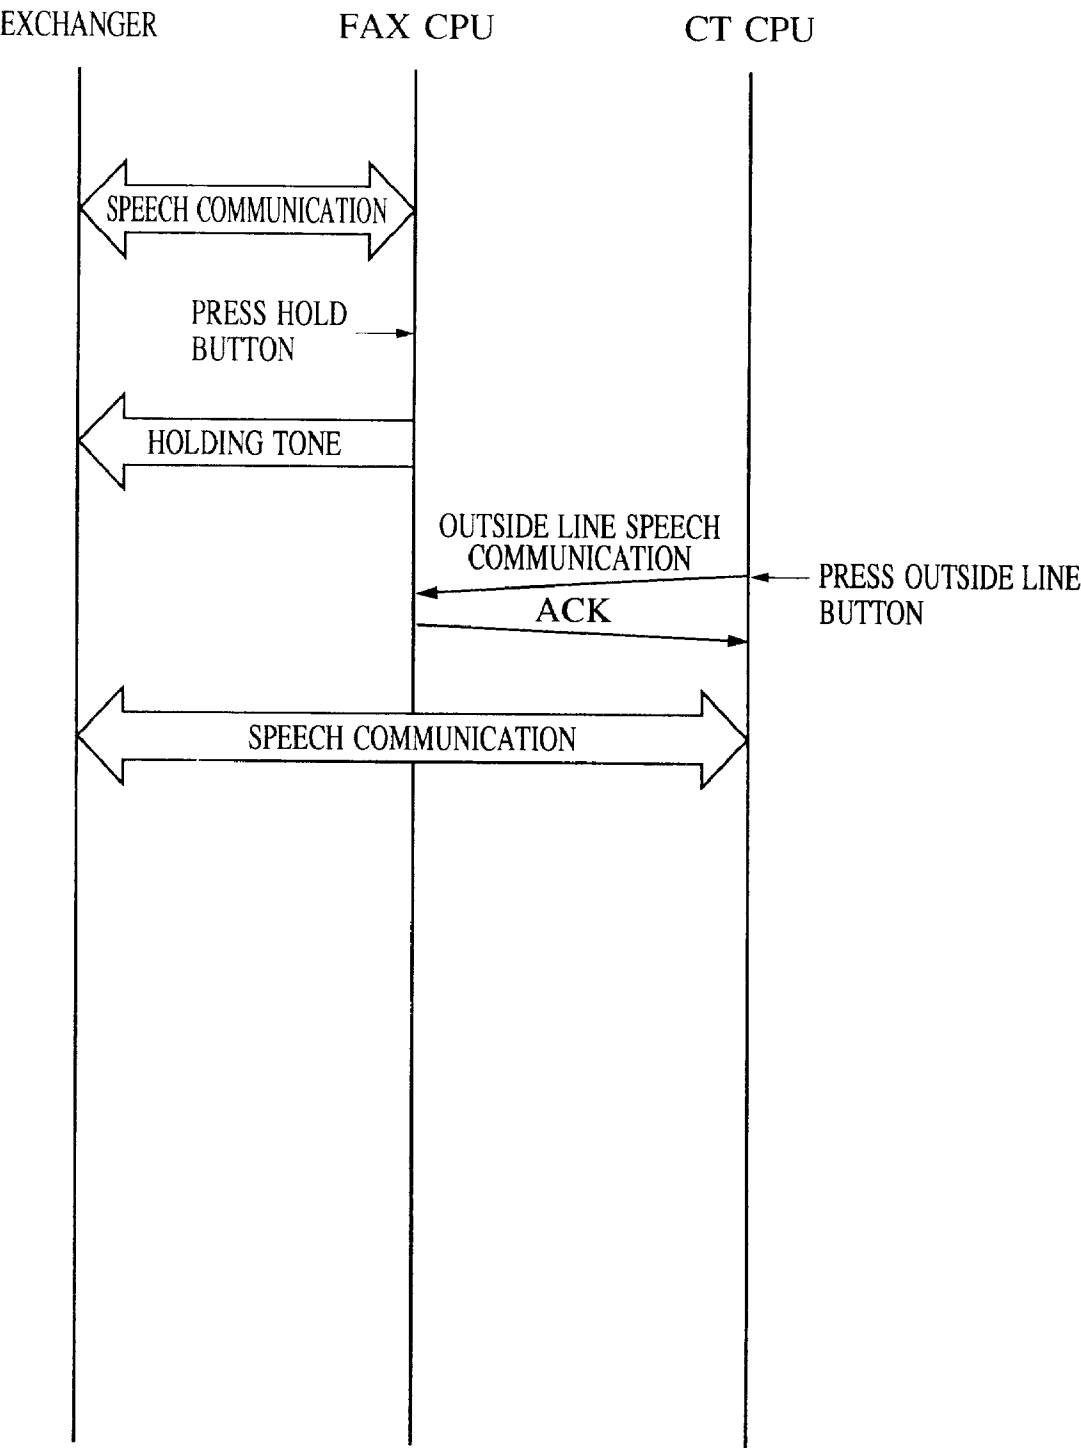 EXCHANGER FAX CPU CT CPU
SPEECH COMMUNICATION
PRESS HOLD
BUTTON
HOLDING TONE
OUTSIDE LINE SPEECH
COMMUNICATION
PRESS OUTSIDE LINE
BUTTON
ACK
SPEECH COMMUNICATION